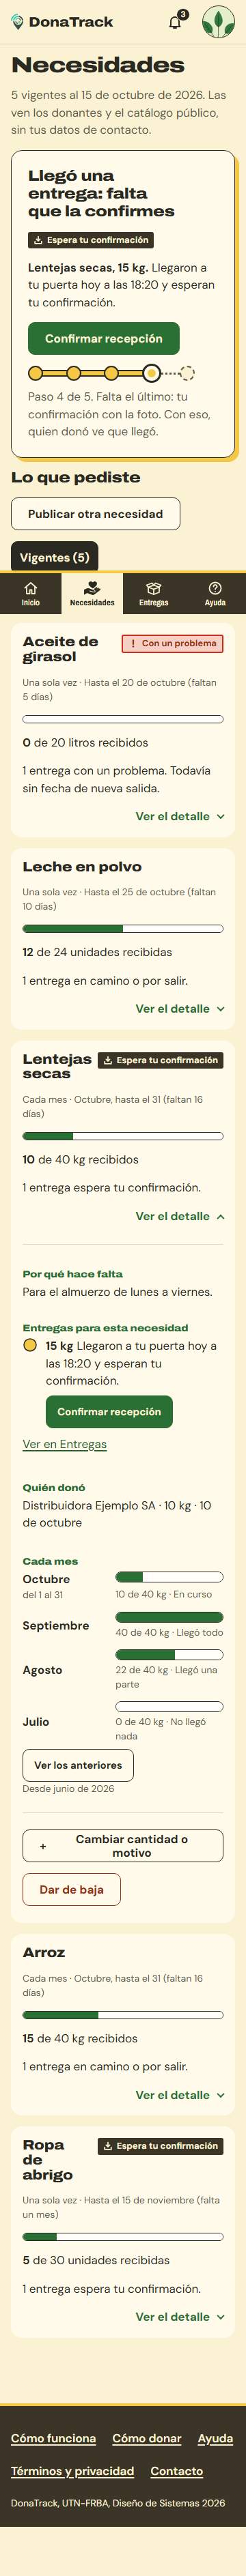 DonaTrack
3
Necesidades
5 vigentes al 15 de octubre de 2026. Las
ven los donantes y el catálogo público,
sin tus datos de contacto.
Llegó una
entrega: falta
que la confirmes
Espera tu confirmación
Lentejas secas, 15 kg. Llegaron a
tu puerta hoy a las 18:20 y esperan
tu confirmación.
Confirmar recepción
Paso 4 de 5. Falta el último: tu
confirmación con la foto. Con eso,
quien donó ve que llegó.
Lo que pediste
Publicar otra necesidad
Vigentes (5)
Inicio
Necesidades
Entregas
Ayuda
Aceite de
girasol
! Con un problema
Una sola vez · Hasta el 20 de octubre (faltan
5 días)
0 de 20 litros recibidos
1 entrega con un problema. Todavía
sin fecha de nueva salida.
Ver el detalle
Leche en polvo
Una sola vez · Hasta el 25 de octubre (faltan
10 días)
12 de 24 unidades recibidas
1 entrega en camino o por salir.
Ver el detalle
Lentejas
secas
Espera tu confirmación
Cada mes · Octubre, hasta el 31 (faltan 16
días)
10 de 40 kg recibidos
1 entrega espera tu confirmación.
Ver el detalle
Por qué hace falta
Para el almuerzo de lunes a viernes.
Entregas para esta necesidad
15 kg Llegaron a tu puerta hoy a
las 18:20 y esperan tu
confirmación.
Confirmar recepción
Ver en Entregas
Quién donó
Distribuidora Ejemplo SA · 10 kg · 10
de octubre
Cada mes
Octubre
del 1 al 31
10 de 40 kg · En curso
Septiembre
40 de 40 kg · Llegó todo
Agosto
22 de 40 kg · Llegó una
parte
Julio
0 de 40 kg · No llegó
nada
Ver los anteriores
Desde junio de 2026
+ Cambiar cantidad o
motivo
Dar de baja
Arroz
Cada mes · Octubre, hasta el 31 (faltan 16
días)
15 de 40 kg recibidos
1 entrega en camino o por salir.
Ver el detalle
Ropa
de
abrigo
Espera tu confirmación
Una sola vez · Hasta el 15 de noviembre (falta
un mes)
5 de 30 unidades recibidas
1 entrega espera tu confirmación.
Ver el detalle
Cómo funciona
Cómo donar
Ayuda
Términos y privacidad
Contacto
DonaTrack, UTN-FRBA, Diseño de Sistemas 2026